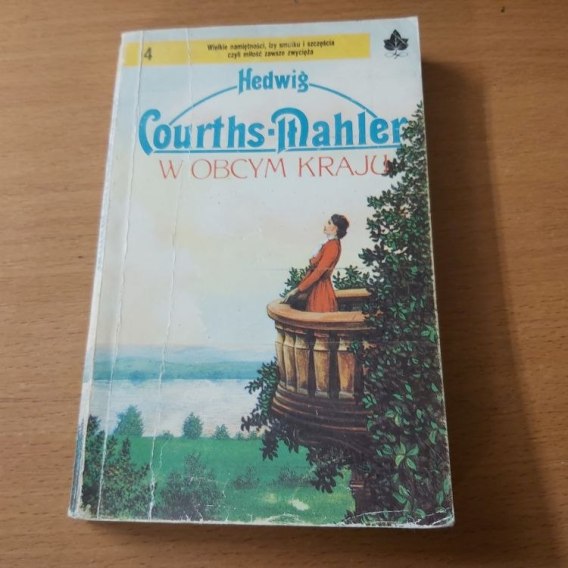 4
Wielkie namiętności, łzy smutku i szczęścia
czyli miłość zawsze zwycięża
Hedwig
Courths-Mahler
W OBCYM KRAJU